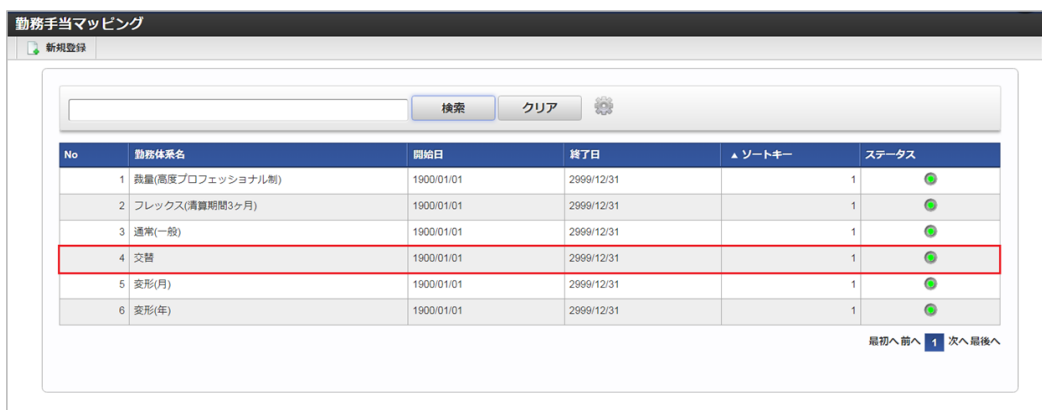 勤務手当マッピング
新規登録
検索 クリア
No 勤務体系名 開始日 終了日 ▲ ソートキー ステータス
1 裁量(高度プロフェッショナル制) 1900/01/01 2999/12/31 1
2 フレックス(清算期間3ヶ月) 1900/01/01 2999/12/31 1
3 通常(一般) 1900/01/01 2999/12/31 1
4 交替 1900/01/01 2999/12/31 1
5 変形(月) 1900/01/01 2999/12/31 1
6 変形(年) 1900/01/01 2999/12/31 1
最初へ 前へ 1 次へ 最後へ